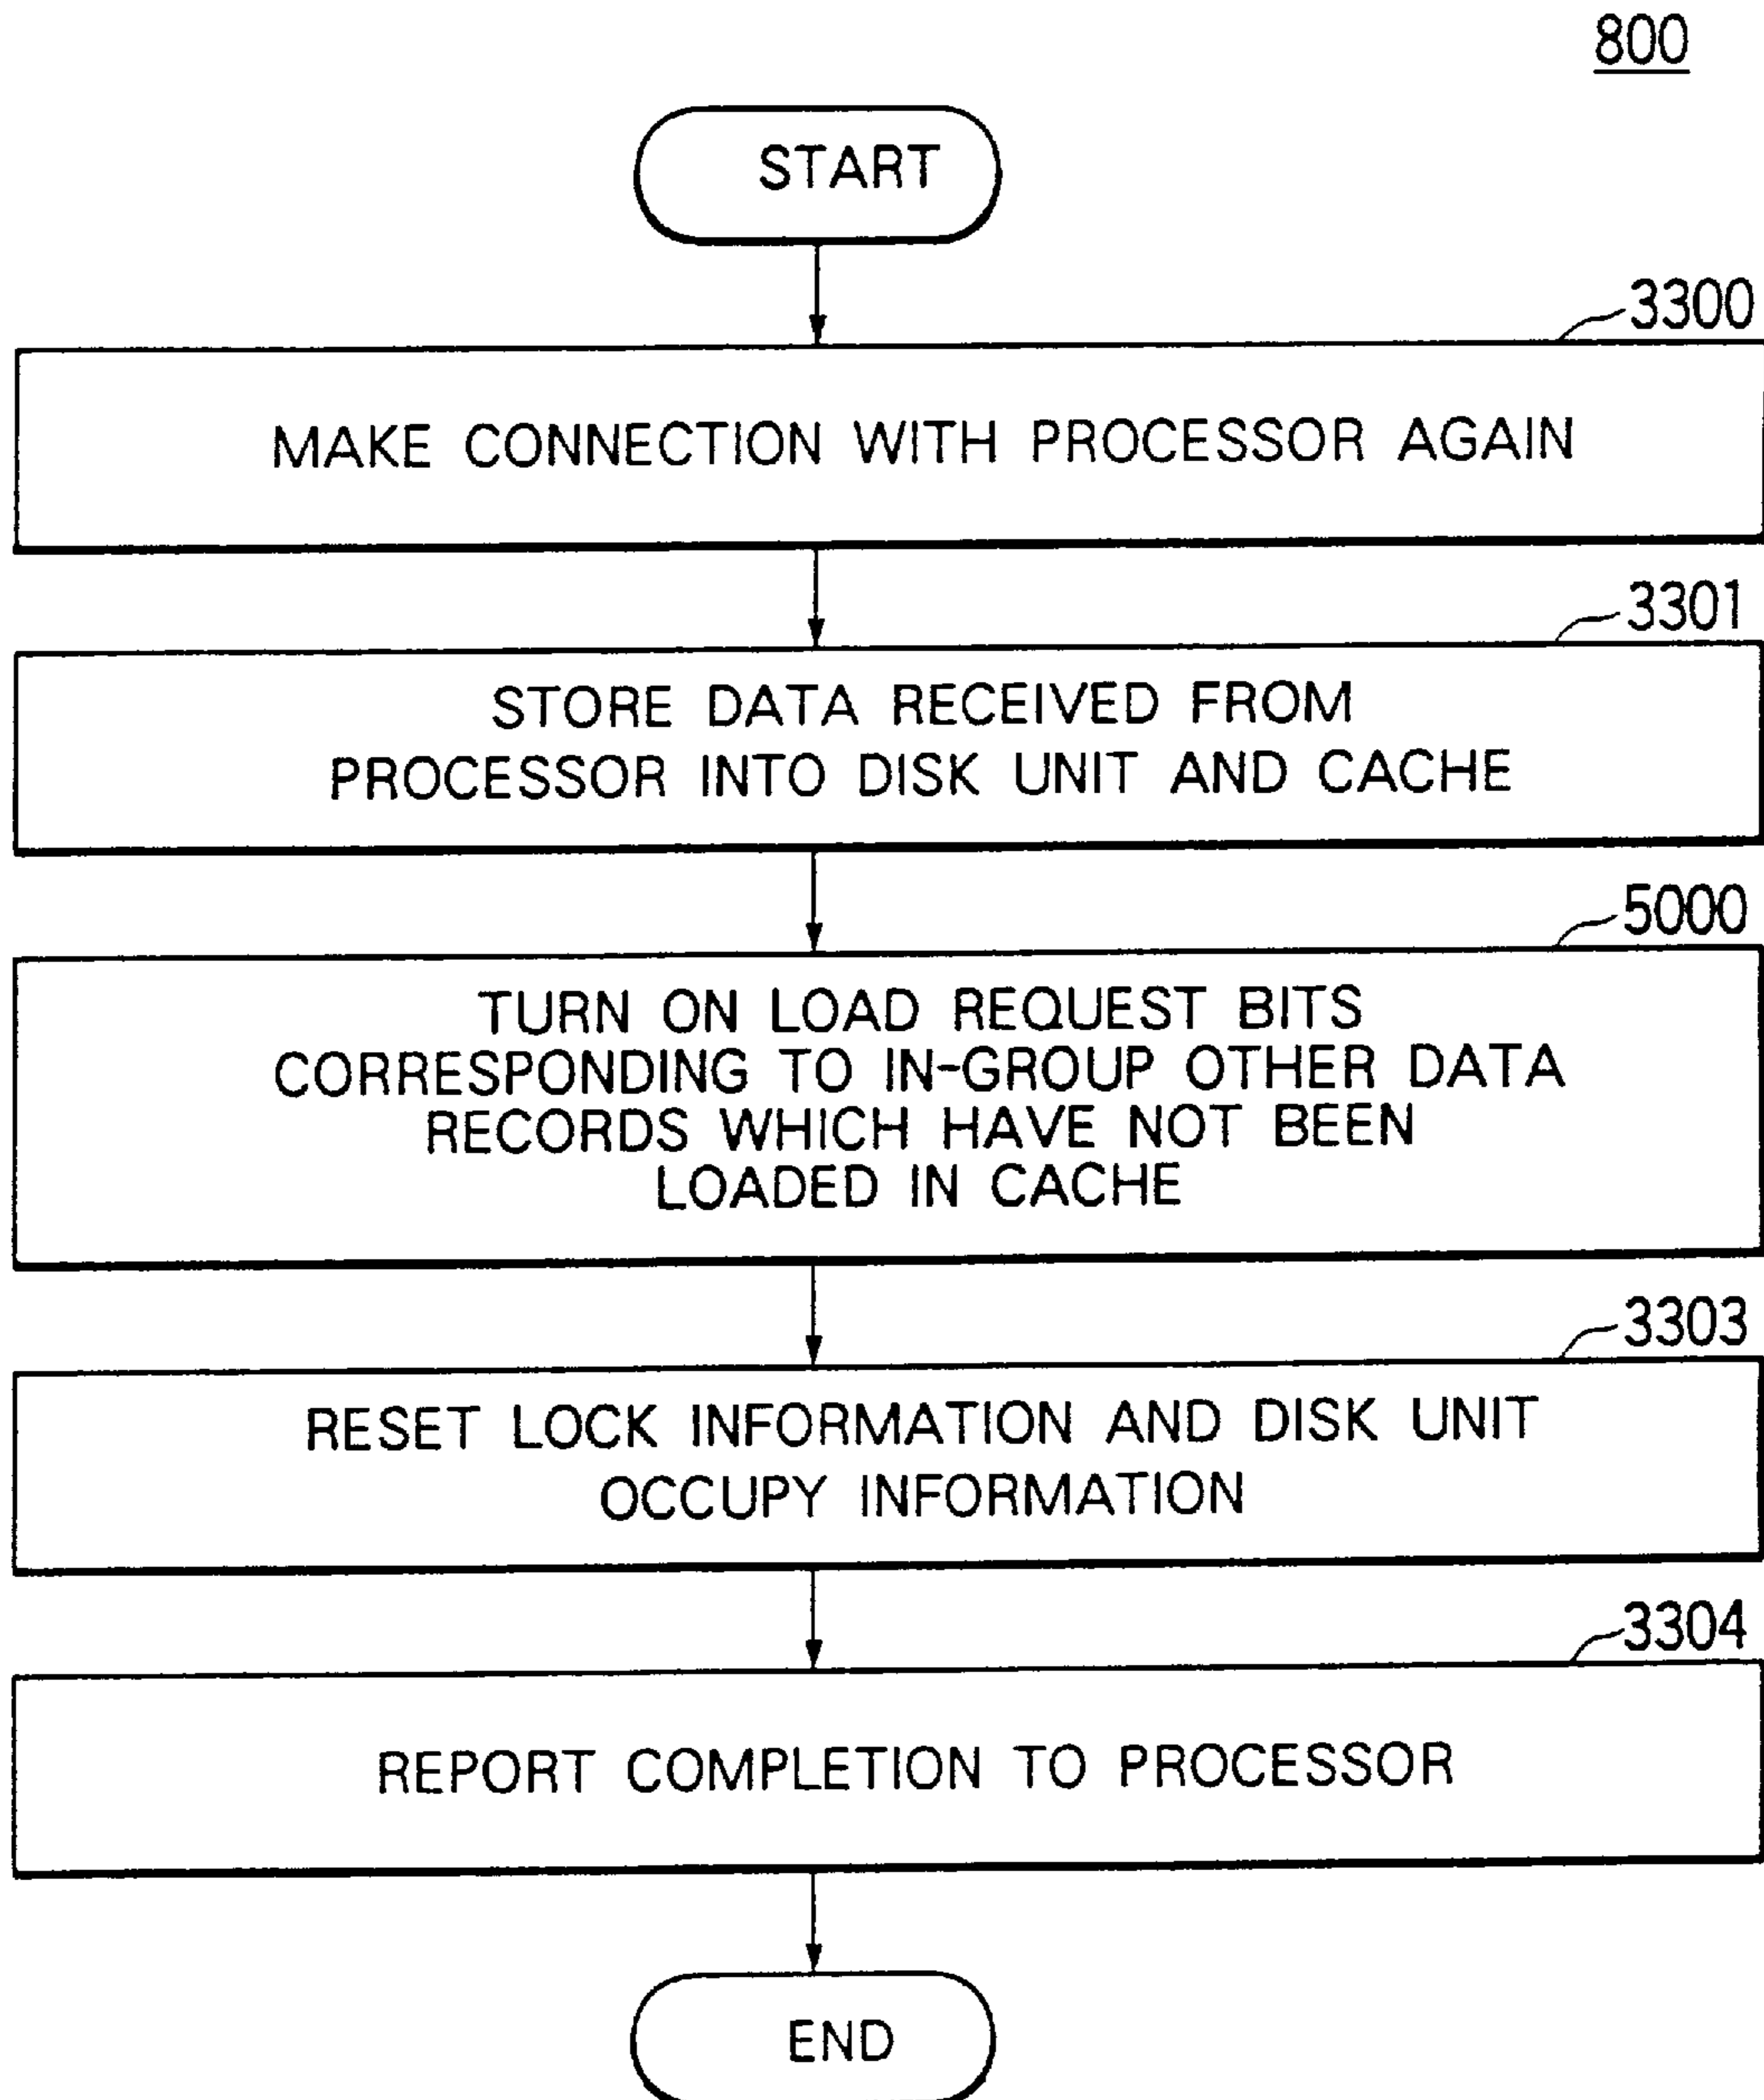 800
START
3300
MAKE CONNECTION WITH PROCESSOR AGAIN
3301
STORE DATA RECEIVED FROM
PROCESSOR INTO DISK UNIT AND CACHE
5000
TURN ON LOAD REQUEST BITS
CORRESPONDING TO IN-GROUP OTHER DATA
RECORDS WHICH HAVE NOT BEEN
LOADED IN CACHE
3303
RESET LOCK INFORMATION AND DISK UNIT
OCCUPY INFORMATION
3304
REPORT COMPLETION TO PROCESSOR
END